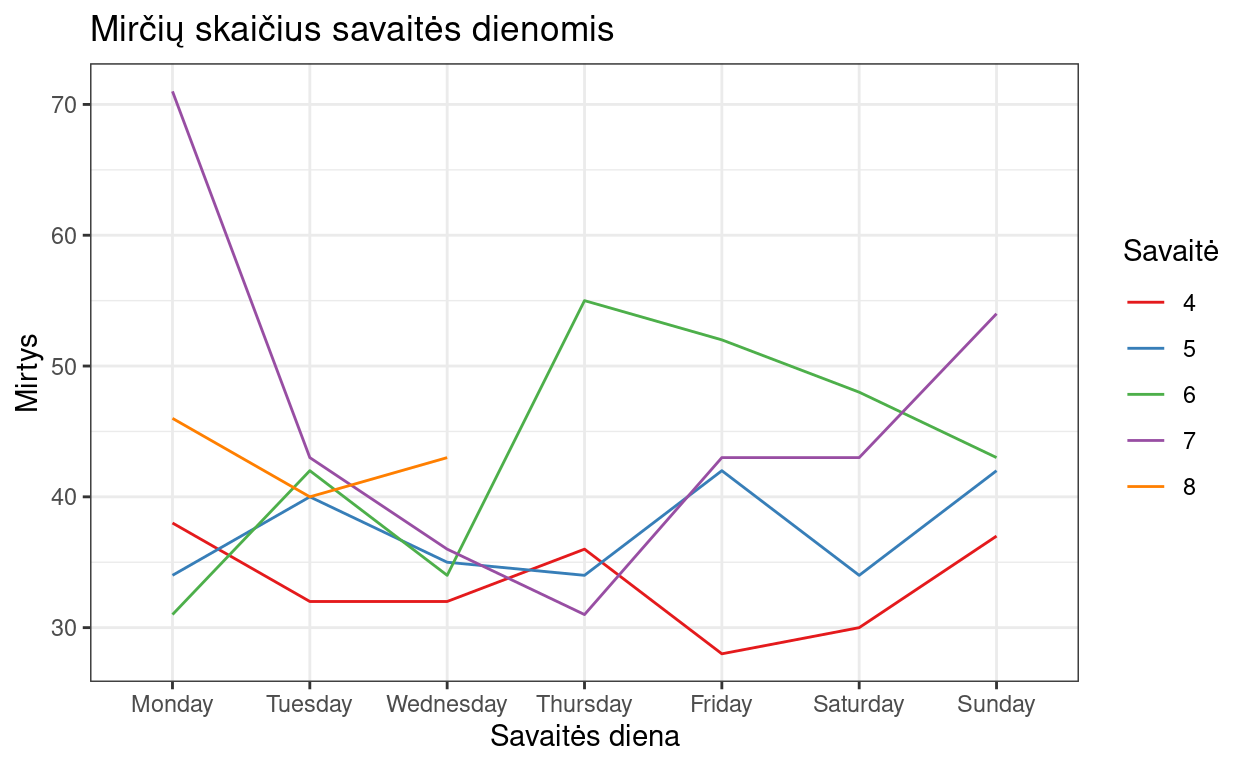 Mirčių skaičius savaitės dienomis
70
60
50
40
30
Mirtys
Monday
Tuesday
Wednesday
Thursday
Friday
Saturday
Sunday
Savaitės diena
Savaitė
4
5
6
7
8